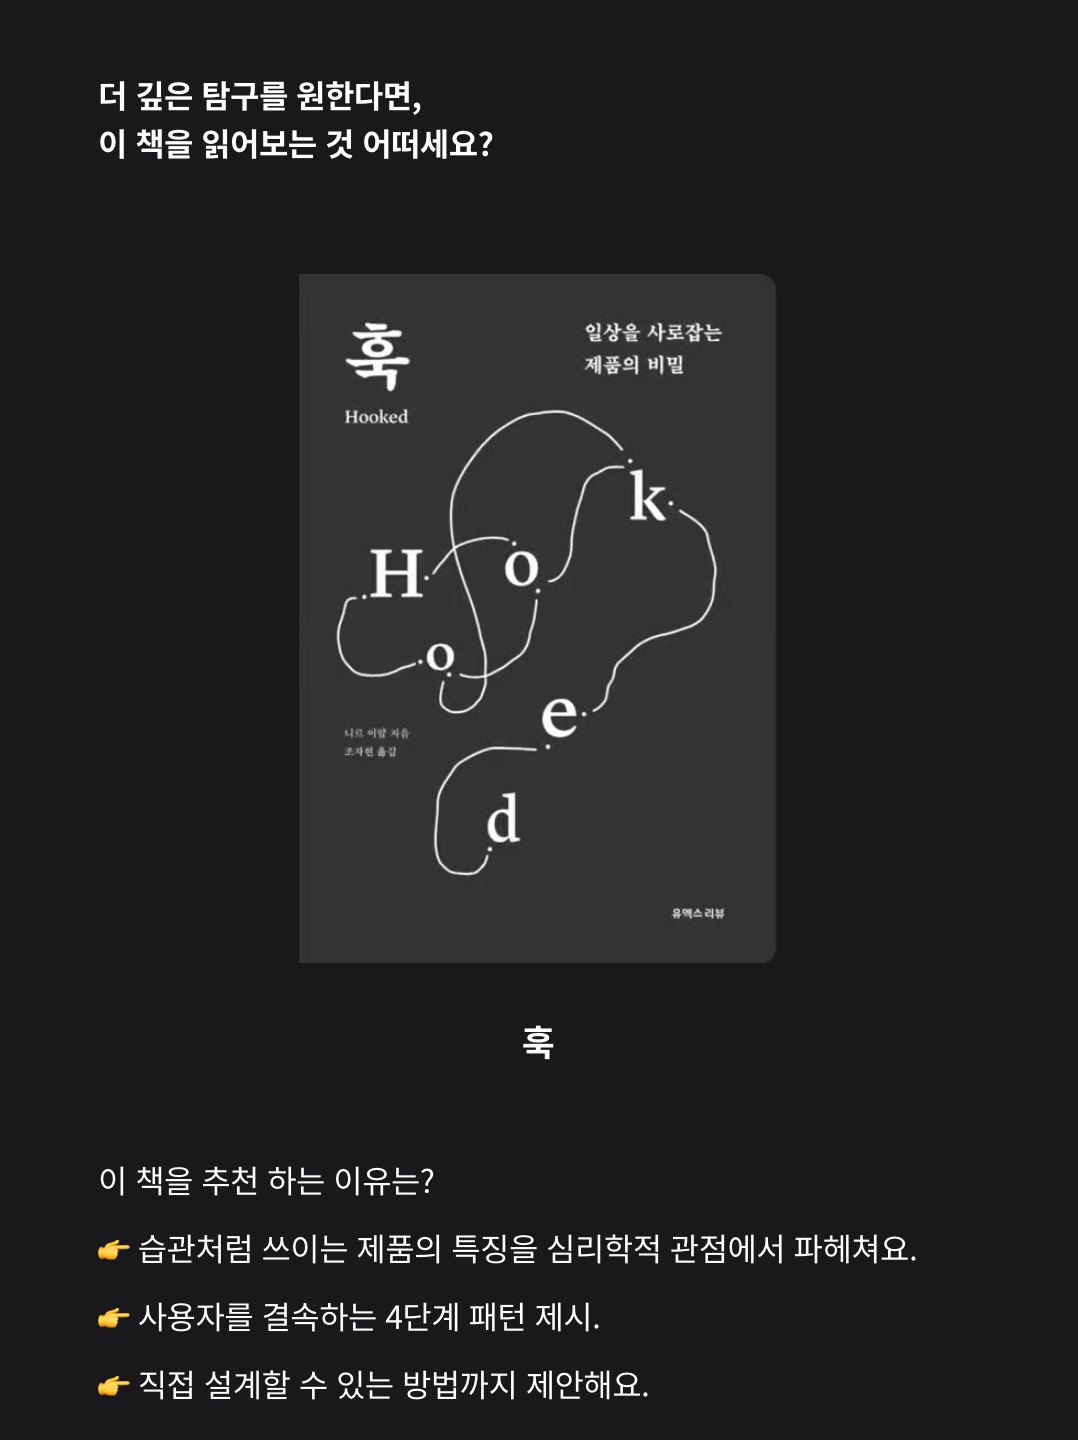 더 깊은 탐구를 원한다면,
이 책을 읽어보는 것 어떠세요?
훅
Hooked
일상을 사로잡는
제품의 비밀
H
o
o
k
e
d
니르 이얄 지음
조자현 옮김
유엑스리뷰
훅
이 책을 추천 하는 이유는?
👉 습관처럼 쓰이는 제품의 특징을 심리학적 관점에서 파헤쳐요.
👉 사용자를 결속하는 4단계 패턴 제시.
👉 직접 설계할 수 있는 방법까지 제안해요.